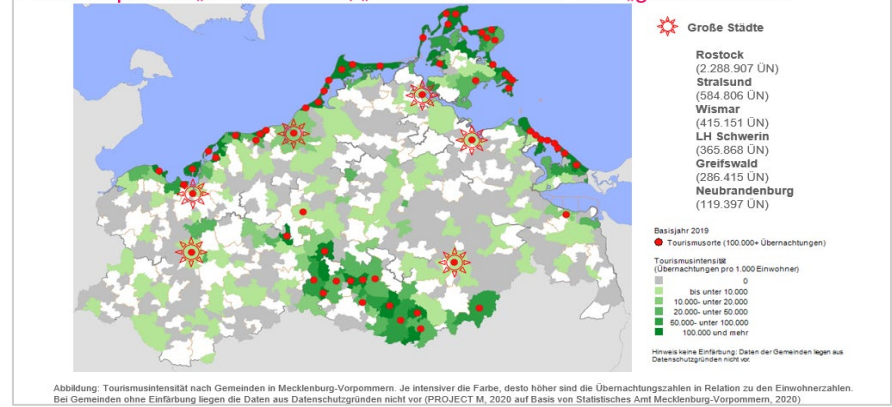 Große Städte
Rostock
(2.288.907 ÜN)
Stralsund
(584.806 ÜN)
Wismar
(415.151 ÜN)
LH Schwerin
(365.868 ÜN)
Greifswald
(286.415 ÜN)
Neubrandenburg
(119.397 ÜN)
Basisjahr 2019
Tourismusorte (100.000+ Übernachtungen)
Tourismusintensität
(Übernachtungen pro 1.000 Einwohner)
0
bis unter 10.000
10.000- unter 20.000
20.000- unter 50.000
50.000- unter 100.000
100.000 und mehr
Hinweis keine Einfärbung: Daten der Gemeinden liegen aus
Datenschutzgründen nicht vor.
Abbildung: Tourismusintensität nach Gemeinden in Mecklenburg-Vorpommern. Je intensiver die Farbe, desto höher sind die Übernachtungszahlen in Relation zu den Einwohnerzahlen.
Bei Gemeinden ohne Einfärbung liegen die Daten aus Datenschutzgründen nicht vor (PROJECT M, 2020 auf Basis von Statistisches Amt Mecklenburg-Vorpommern, 2020)